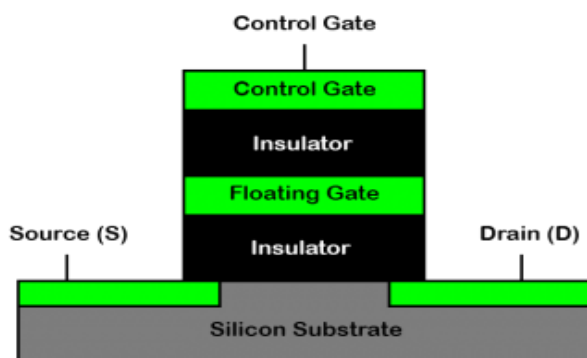 Control Gate
Control Gate
Insulator
Floating Gate
Source (S)
Drain (D)
Insulator
Silicon Substrate